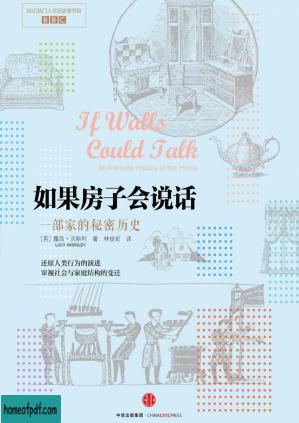 BBC热门人文历史类书目
BBC
If Walls
Could Talk
An Intimate History of the Home
如果房子会说话
一部家的秘密历史
[英] 露西·沃斯利 著 林俊宏 译
LUCY WORSLEY
还原人类行为的演进
审视社会与家庭结构的变迁
homeofpdf.com
中信出版集团·CHINACITICPRESS